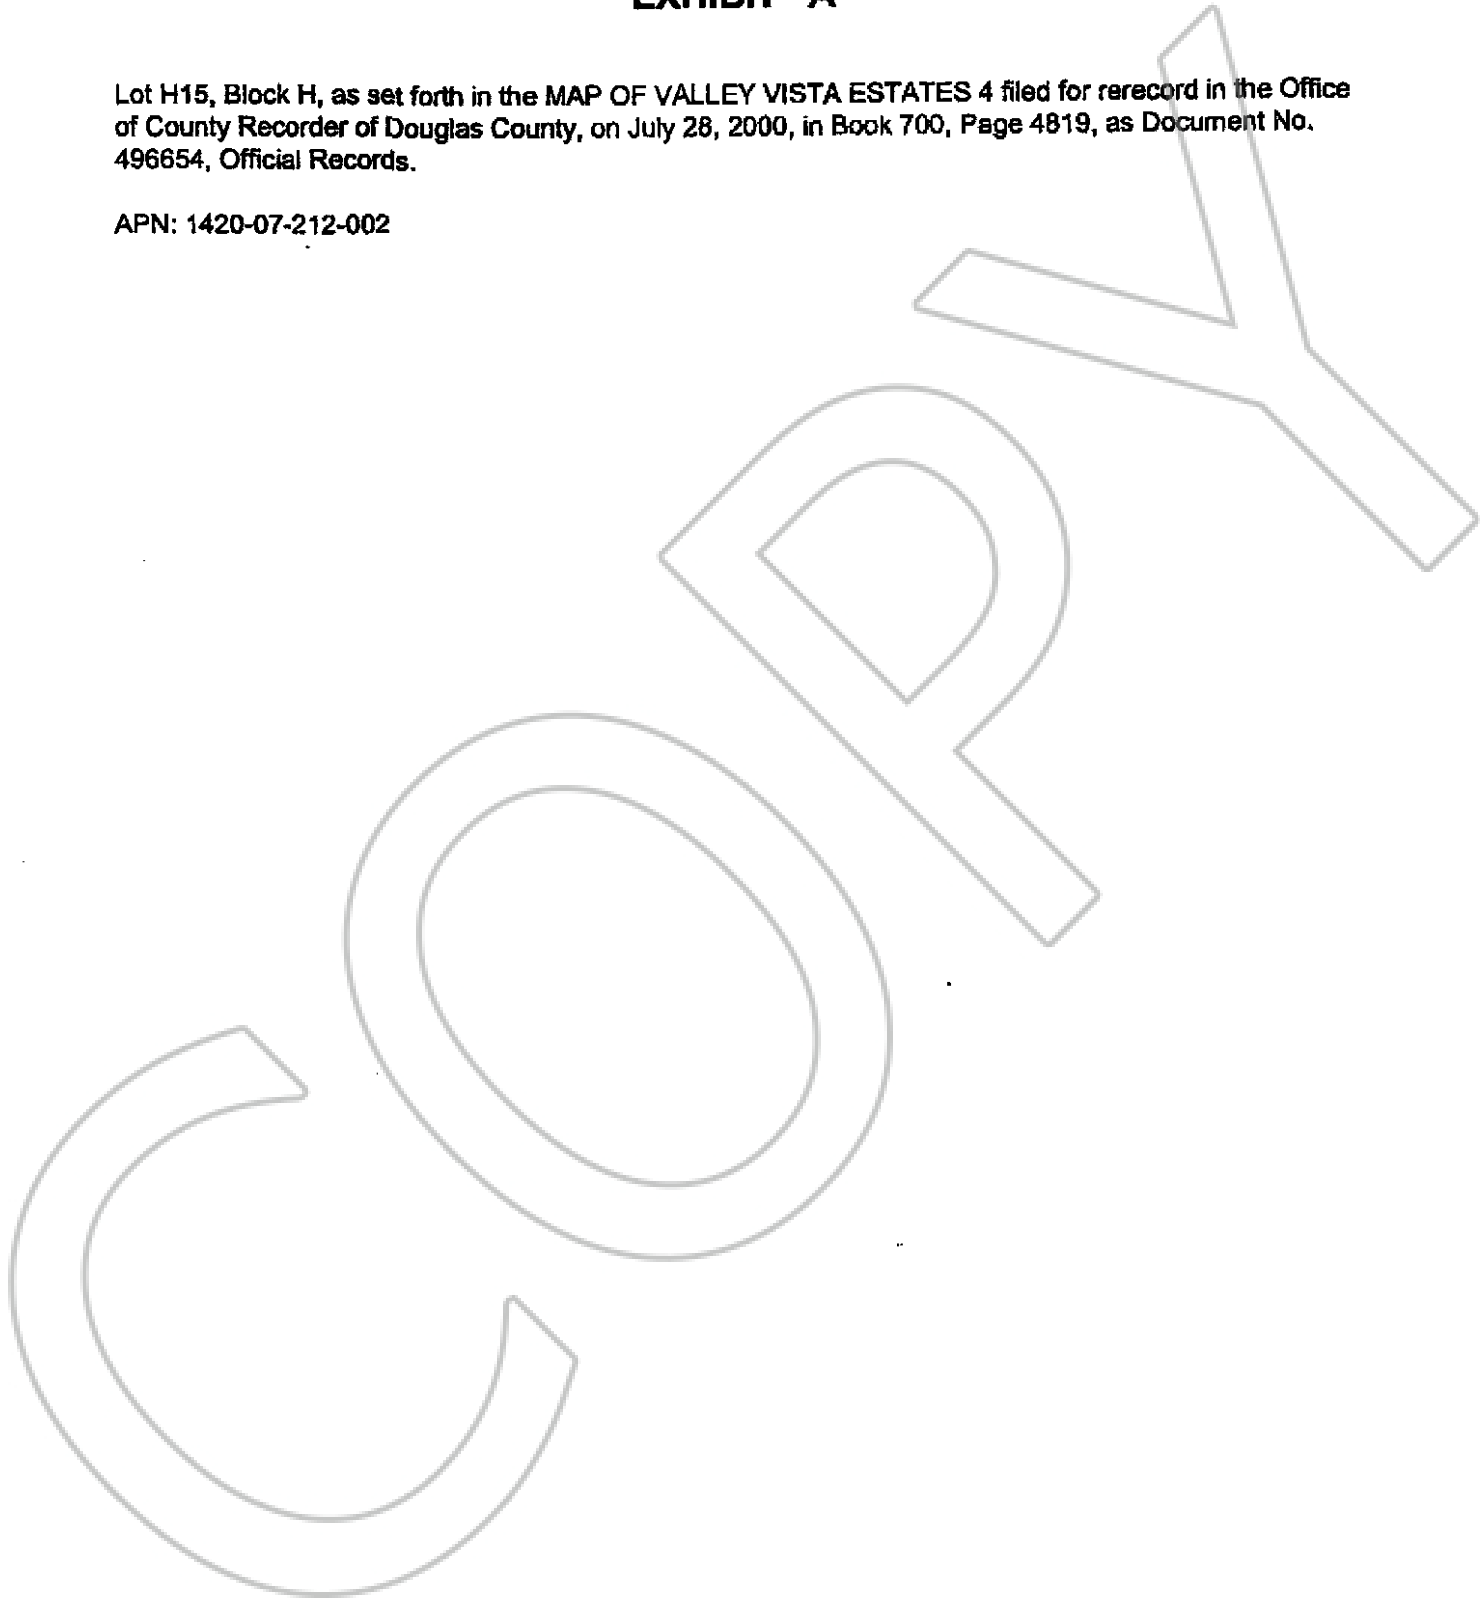 EXHIBIT "A"
Lot H15, Block H, as set forth in the MAP OF VALLEY VISTA ESTATES 4 filed for rerecord in the Office
of County Recorder of Douglas County, on July 28, 2000, in Book 700, Page 4819, as Document No.
496654, Official Records.
APN: 1420-07-212-002
COPY